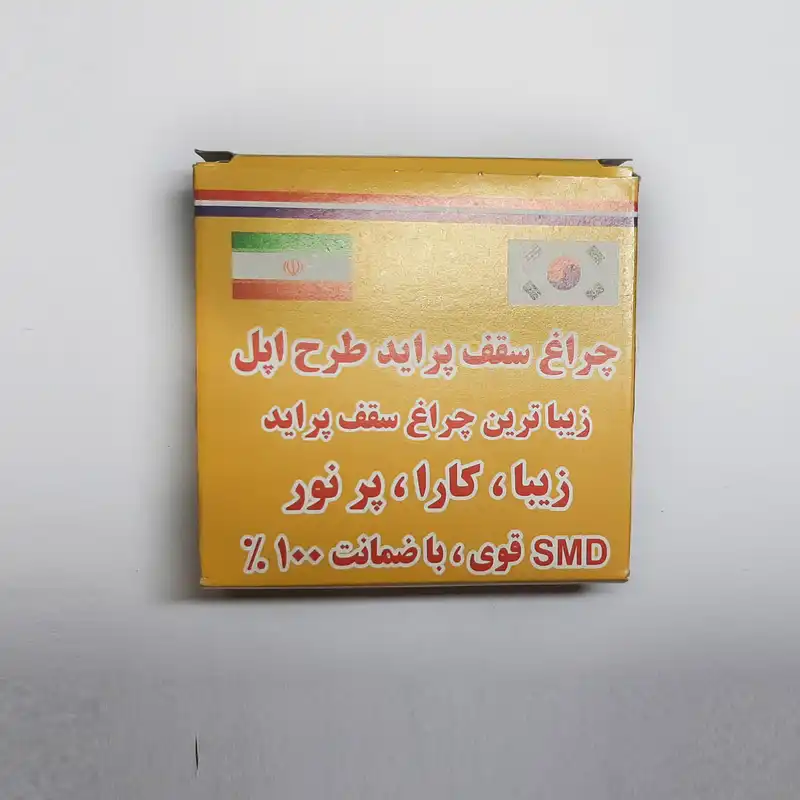 چراغ سقف پراید طرح اپل
زیبا ترین چراغ سقف پراید
زیبا، کارا، پر نور
SMD قوی، با ضمانت ۱۰۰ %